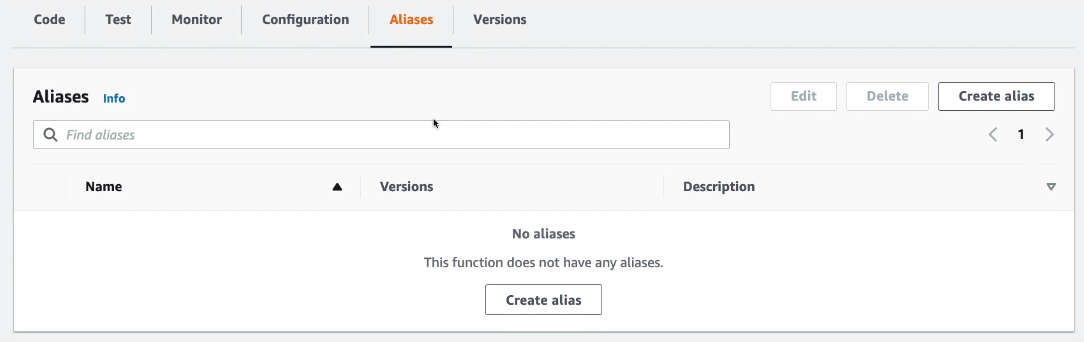 Code Test Monitor Configuration Aliases Versions
Aliases Info Edit Delete Create alias
Find aliases 1
Name Versions Description
No aliases
This function does not have any aliases.
Create alias